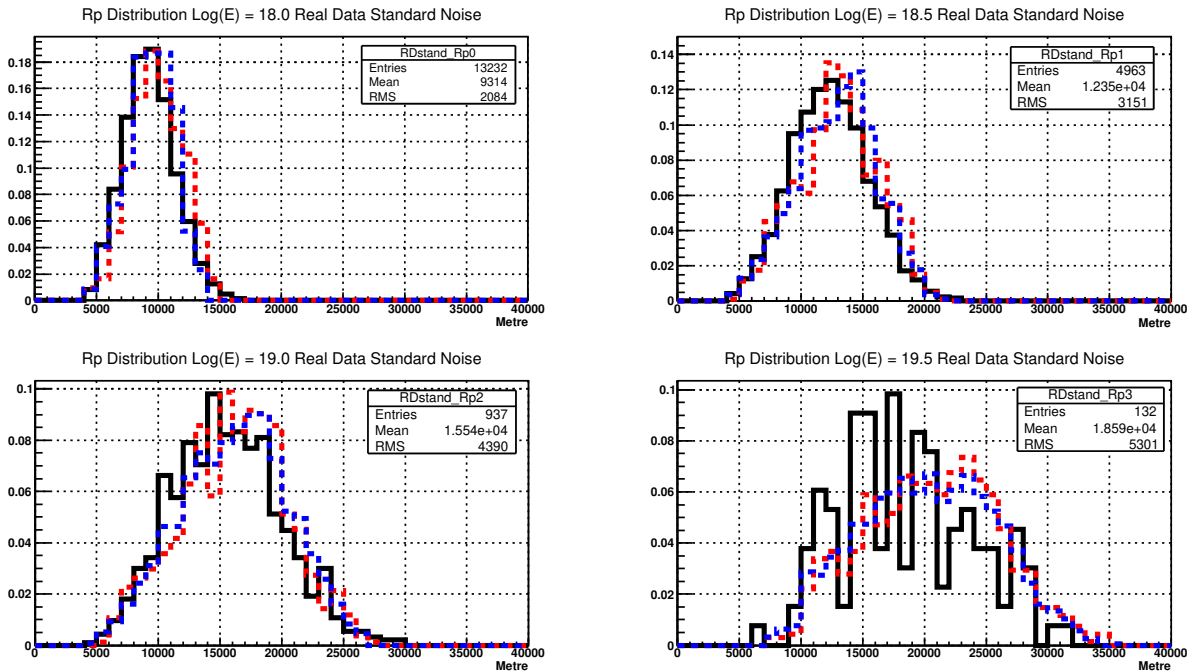 Rp Distribution Log(E) = 18.0 Real Data Standard Noise
RDstand_Rp0
Entries 13232
Mean 9314
RMS 2084
0.18
0.16
0.14
0.12
0.1
0.08
0.06
0.04
0.02
0
0 5000 10000 15000 20000 25000 30000 35000 40000
Metre
Rp Distribution Log(E) = 18.5 Real Data Standard Noise
RDstand_Rp1
Entries 4963
Mean 1.235e+04
RMS 3151
0.14
0.12
0.1
0.08
0.06
0.04
0.02
0
0 5000 10000 15000 20000 25000 30000 35000 40000
Metre
Rp Distribution Log(E) = 19.0 Real Data Standard Noise
RDstand_Rp2
Entries 937
Mean 1.554e+04
RMS 4390
0.1
0.08
0.06
0.04
0.02
0
0 5000 10000 15000 20000 25000 30000 35000 40000
Metre
Rp Distribution Log(E) = 19.5 Real Data Standard Noise
RDstand_Rp3
Entries 132
Mean 1.859e+04
RMS 5301
0.1
0.08
0.06
0.04
0.02
0
0 5000 10000 15000 20000 25000 30000 35000 40000
Metre